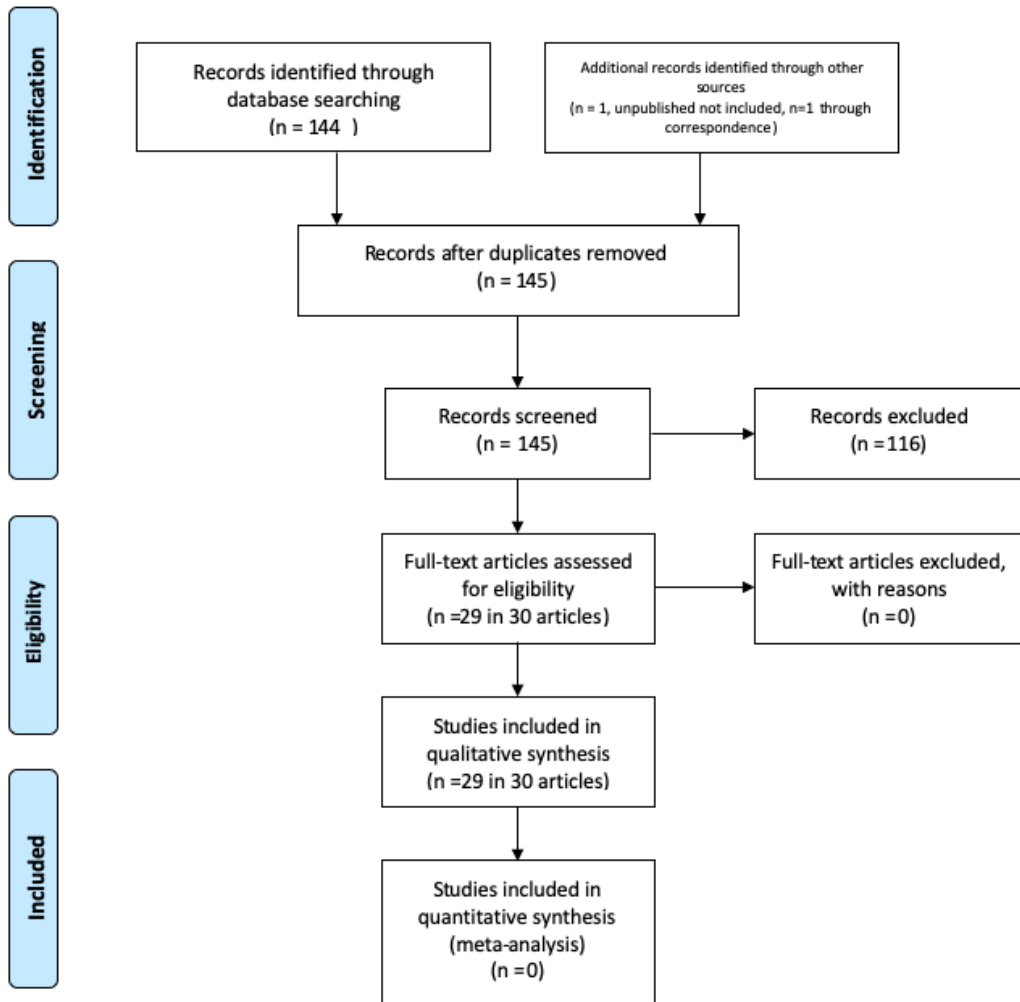 Identification
Records identified through
database searching
(n = 144 )
Additional records identified through other
sources
(n = 1, unpublished not included, n=1 through
correspondence)
Records after duplicates removed
(n = 145)
Screening
Records screened
(n = 145)
Records excluded
(n =116)
Eligibility
Full-text articles assessed
for eligibility
(n =29 in 30 articles)
Full-text articles excluded,
with reasons
(n =0)
Studies included in
qualitative synthesis
(n =29 in 30 articles)
Included
Studies included in
quantitative synthesis
(meta-analysis)
(n =0)